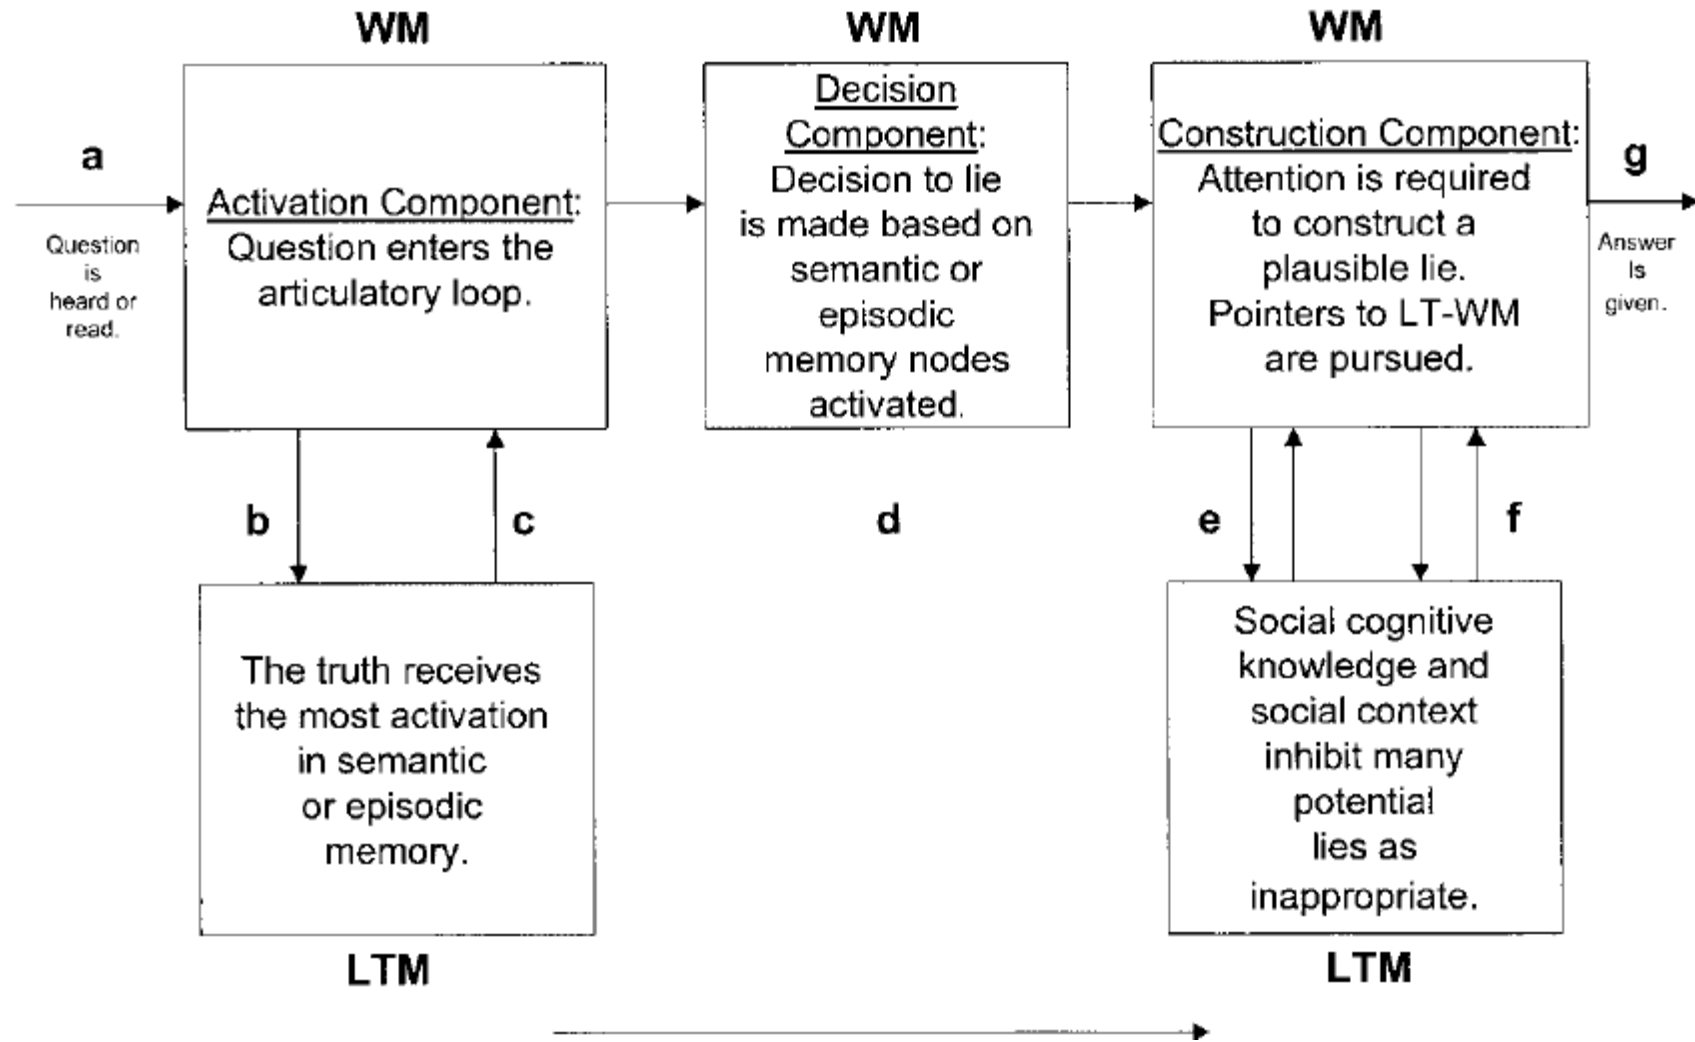 WM
WM
WM
a
Question
is
heard or
read.
Activation Component:
Question enters the
articulatory loop.
Decision
Component:
Decision to lie
is made based on
semantic or
episodic
memory nodes
activated.
Construction Component:
Attention is required
to construct a
plausible lie.
Pointers to LT-WM
are pursued.
g
Answer
Is
given.
b
c
d
e
f
The truth receives
the most activation
in semantic
or episodic
memory.
Social cognitive
knowledge and
social context
inhibit many
potential
lies as
inappropriate.
LTM
LTM